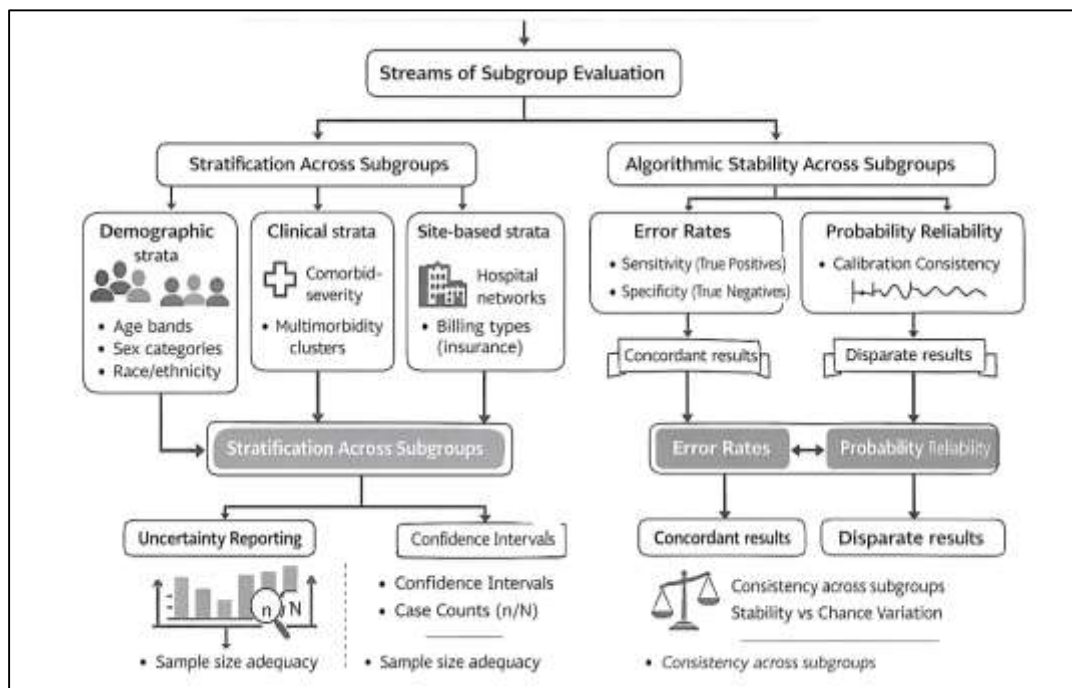 Streams of Subgroup Evaluation
Stratification Across Subgroups
Algorithmic Stability Across Subgroups
Demographic
strata
• Age bands
• Sex categories
• Race/ethnicity
Clinical strata
Comorbid-
severity
• Multimorbidity
clusters
Site-based strata
Hospital
networks
• Billing types
(insurance)
Error Rates
• Sensitivity (True Positives)
• Specificity (True Negatives)
Probability Reliability
• Calibration Consistency
Concordant results
Disparate results
Stratification Across Subgroups
Error Rates
Probability Reliability
Uncertainty Reporting
n N
• Sample size adequacy
Confidence Intervals
• Confidence Intervals
• Case Counts (n/N)
• Sample size adequacy
Concordant results
Disparate results
Consistency across subgroups
Stability vs Chance Variation
• Consistency across subgroups